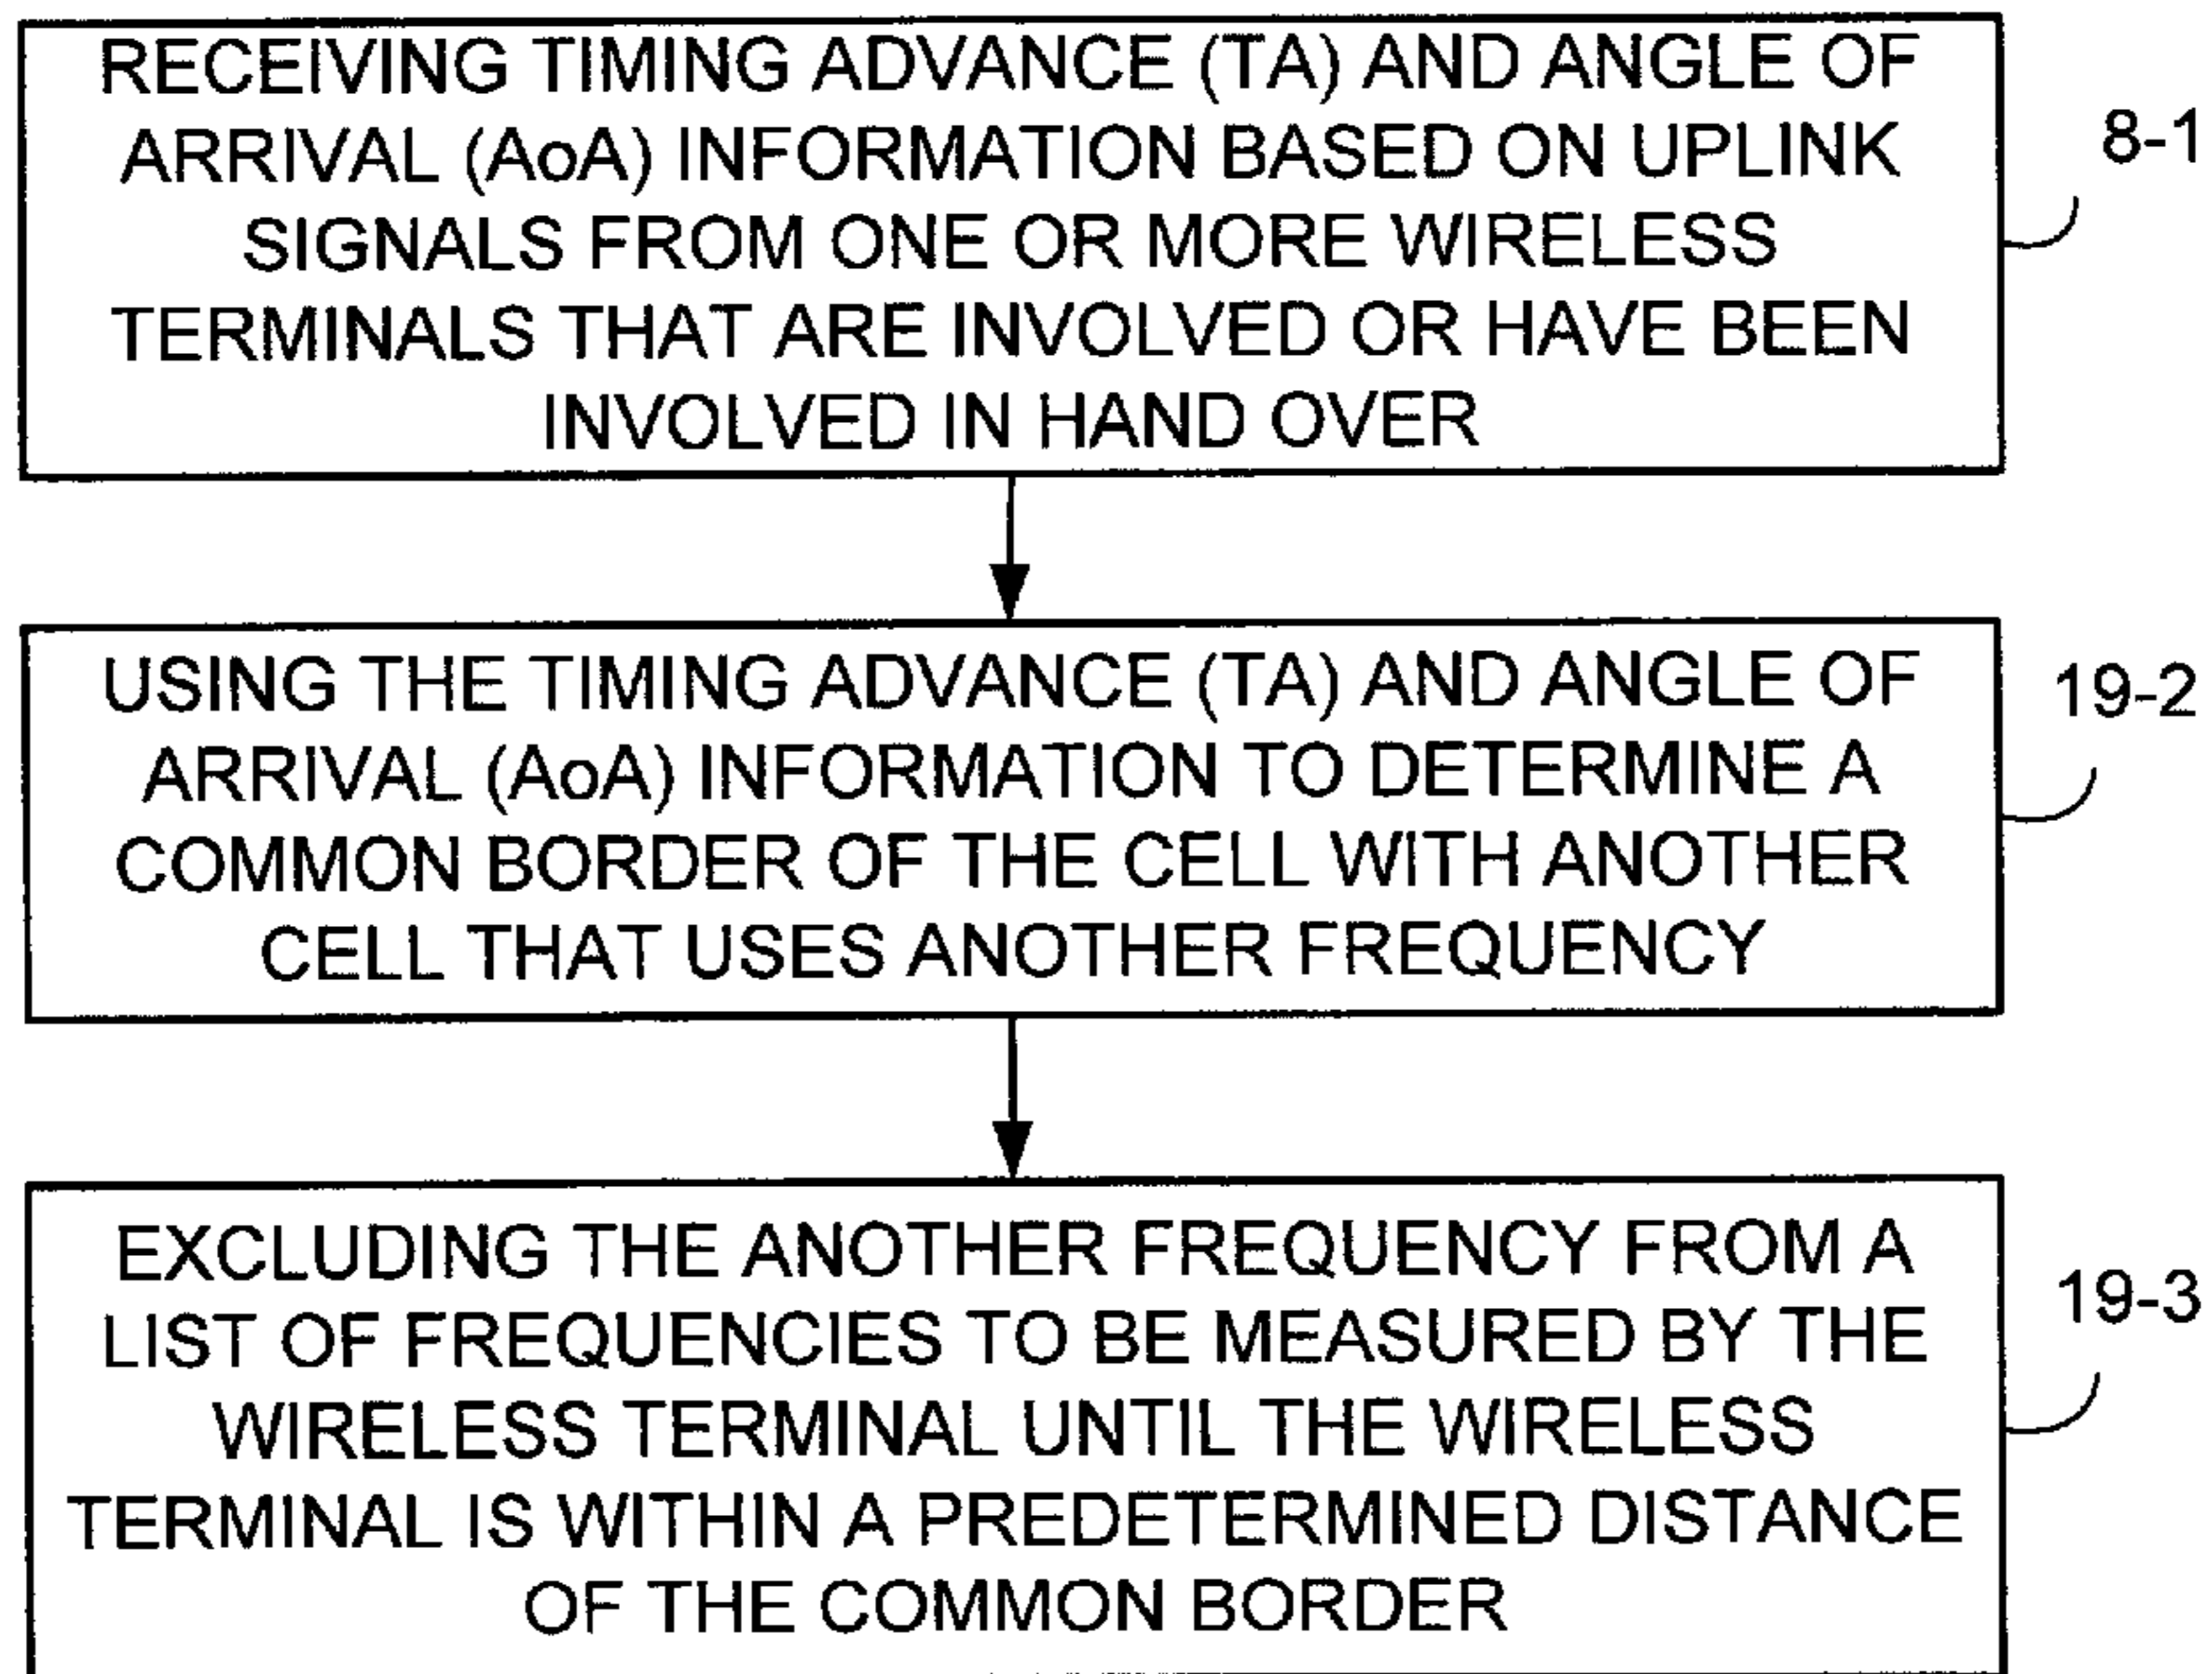 RECEIVING TIMING ADVANCE (TA) AND ANGLE OF
ARRIVAL (AoA) INFORMATION BASED ON UPLINK
SIGNALS FROM ONE OR MORE WIRELESS
TERMINALS THAT ARE INVOLVED OR HAVE BEEN
INVOLVED IN HAND OVER
8-1
USING THE TIMING ADVANCE (TA) AND ANGLE OF
ARRIVAL (AoA) INFORMATION TO DETERMINE A
COMMON BORDER OF THE CELL WITH ANOTHER
CELL THAT USES ANOTHER FREQUENCY
19-2
EXCLUDING THE ANOTHER FREQUENCY FROM A
LIST OF FREQUENCIES TO BE MEASURED BY THE
WIRELESS TERMINAL UNTIL THE WIRELESS
TERMINAL IS WITHIN A PREDETERMINED DISTANCE
OF THE COMMON BORDER
19-3